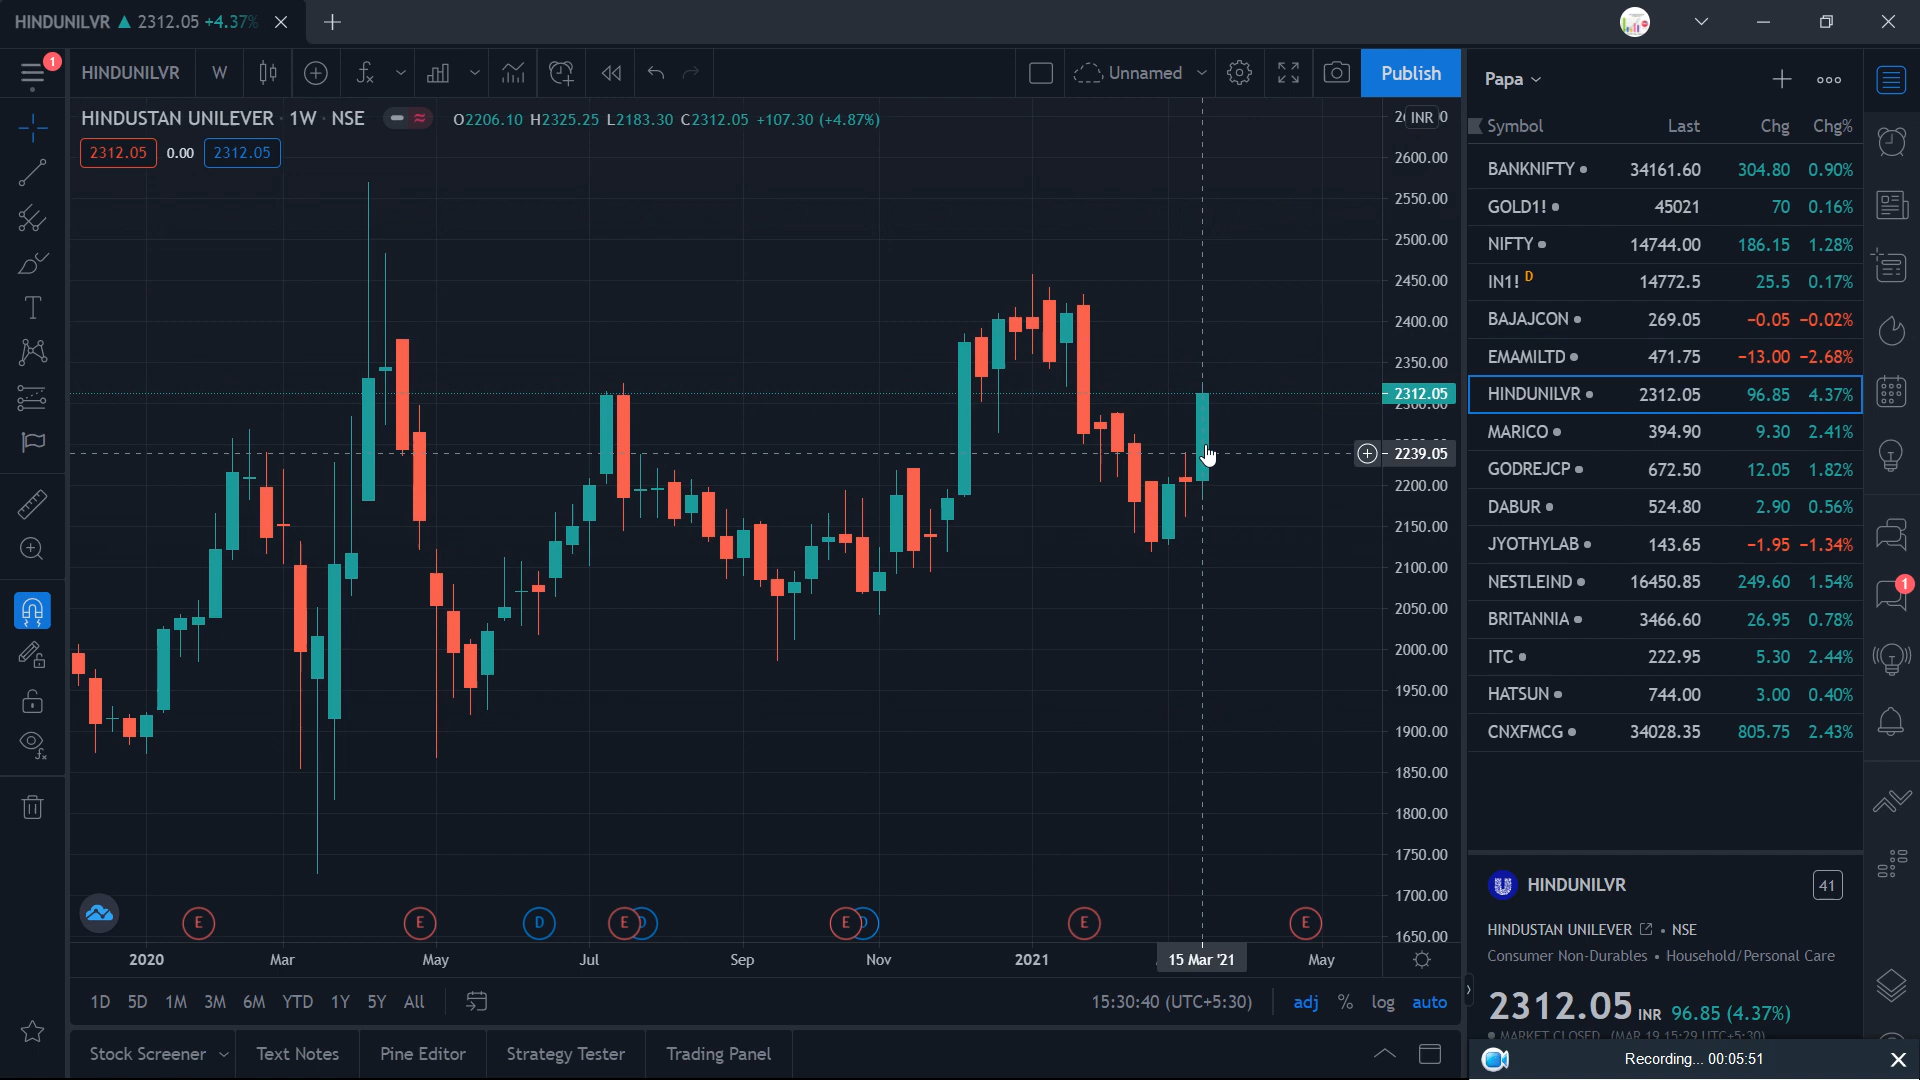 HINDUNILVR ▲ 2312.05 +4.37%
1
HINDUNILVR W
Unnamed
Publish
HINDUSTAN UNILEVER · 1W · NSE
O2206.10 H2325.25 L2183.30 C2312.05 +107.30 (+4.87%)
2312.05 0.00 2312.05
INR
2600.00
2550.00
2500.00
2450.00
2400.00
2350.00
2312.05
2300.00
2239.05
2200.00
2150.00
2100.00
2050.00
2000.00
1950.00
1900.00
1850.00
1800.00
1750.00
1700.00
1650.00
E E D E D E D E E
2020 Mar May Jul Sep Nov 2021 15 Mar '21 May
1D 5D 1M 3M 6M YTD 1Y 5Y All
15:30:40 (UTC+5:30) adj % log auto
Stock Screener Text Notes Pine Editor Strategy Tester Trading Panel
Papa
Symbol Last Chg Chg%
BANKNIFTY 34161.60 304.80 0.90%
GOLD1! 45021 70 0.16%
NIFTY 14744.00 186.15 1.28%
IN1! D 14772.5 25.5 0.17%
BAJAJCON 269.05 −0.05 −0.02%
EMAMILTD 471.75 −13.00 −2.68%
HINDUNILVR 2312.05 96.85 4.37%
MARICO 394.90 9.30 2.41%
GODREJCP 672.50 12.05 1.82%
DABUR 524.80 2.90 0.56%
JYOTHYLAB 143.65 −1.95 −1.34%
NESTLEIND 16450.85 249.60 1.54%
BRITANNIA 3466.60 26.95 0.78%
ITC 222.95 5.30 2.44%
HATSUN 744.00 3.00 0.40%
CNXFMCG 34028.35 805.75 2.43%
1
HINDUNILVR 41
HINDUSTAN UNILEVER • NSE
Consumer Non-Durables • Household/Personal Care
2312.05 INR 96.85 (4.37%)
MARKET CLOSED (MAR 19 15:29 UTC+5:30)
Recording... 00:05:51